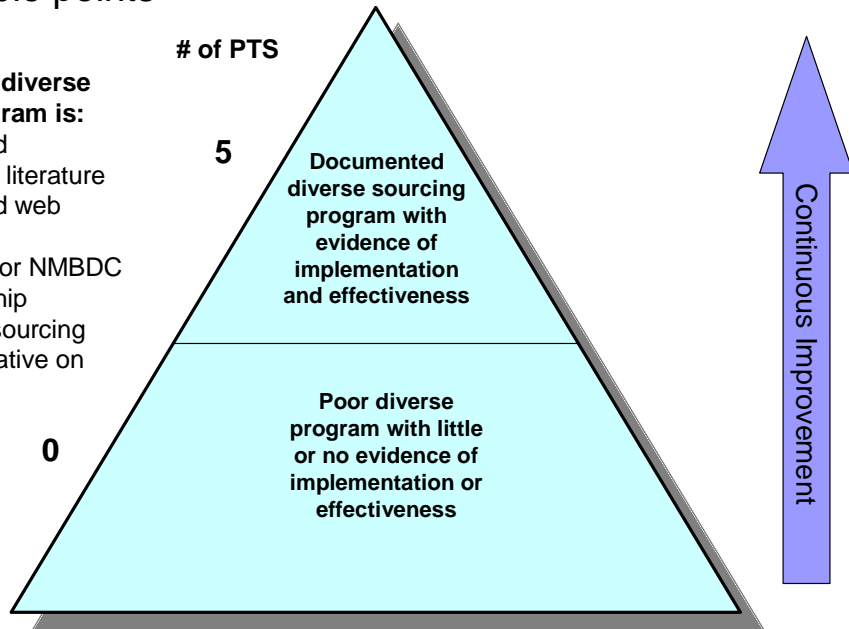 points
# of PTS
diverse
ram is:
d
literature
d web
or NMBDC
hip
sourcing
ative on
5
Documented
diverse sourcing
program with
evidence of
implementation
and effectiveness
0
Poor diverse
program with little
or no evidence of
implementation or
effectiveness
Continuous Improvement